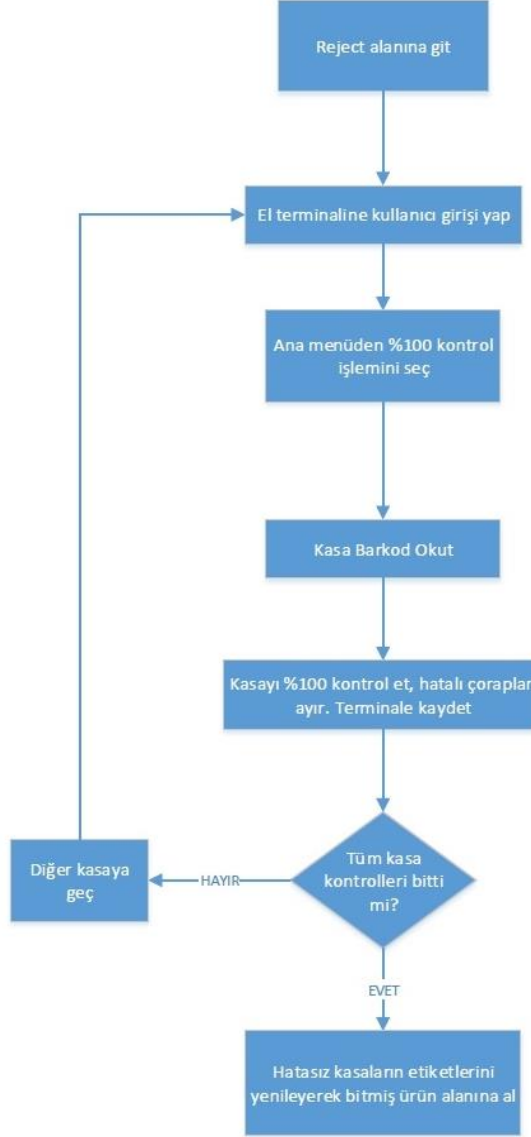 Reject alanına git
El terminaline kullanıcı girişi yap
Ana menüden %100 kontrol
işlemini seç
Kasa Barkod Okut
Kasayı %100 kontrol et, hatalı çorapları
ayır. Terminale kaydet
Tüm kasa
kontrolleri bitti
mi?
HAYIR
Diğer kasaya
geç
EVET
Hatasız kasaların etiketlerini
yenileyerek bitmiş ürün alanına al